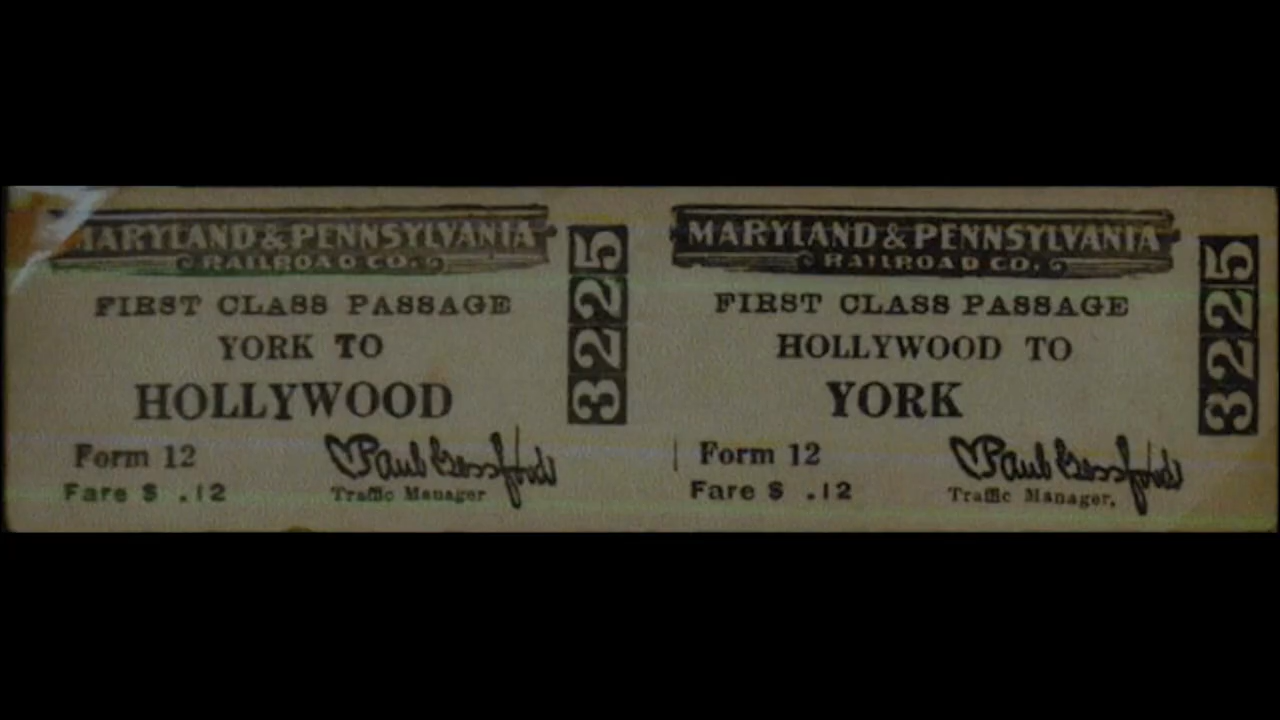 MARYLAND & PENNSYLVANIA
RAILROAD CO.
FIRST CLASS PASSAGE
YORK TO
HOLLYWOOD
Form 12
Fare $ .12
Traffic Manager
3225
MARYLAND & PENNSYLVANIA
RAILROAD CO.
FIRST CLASS PASSAGE
HOLLYWOOD TO
YORK
Form 12
Fare $ .12
Traffic Manager,
3225